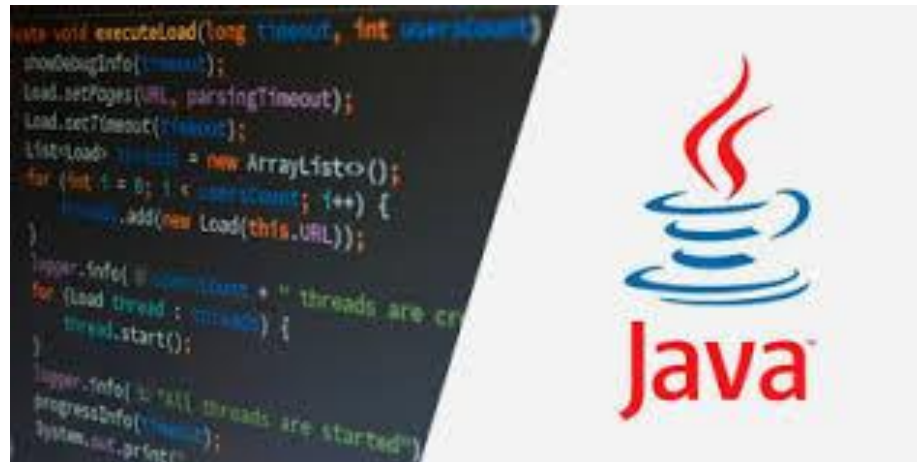 void executeLoad(long timeout, int usersCount)
showDebugInfo(timeout);
Load.setPages(URL, parsingTimeout);
Load.setTimeout(timeout);
List<Load> threads = new ArrayList<>();
for (int i = 0; i < usersCount; i++) {
threads.add(new Load(this.URL));
}
logger.info( usersCount + " threads are cr
for (Load thread : threads) {
thread.start();
}
logger.info( "All threads are started")
progressInfo(timeout);
System.out.print
Java